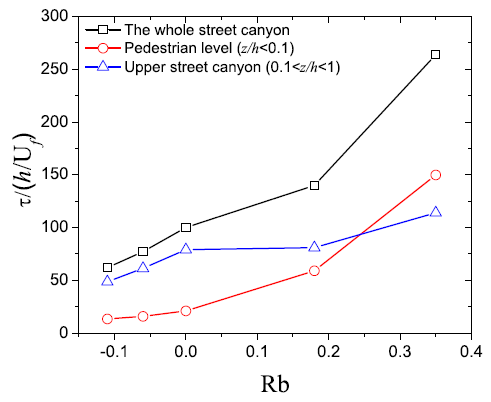 300
250
200
150
100
50
0
The whole street canyon
Pedestrian level (z/h<0.1)
Upper street canyon (0.1<z/h<1)
τ/(h/U_f)
-0.1 0.0 0.1 0.2 0.3 0.4
Rb